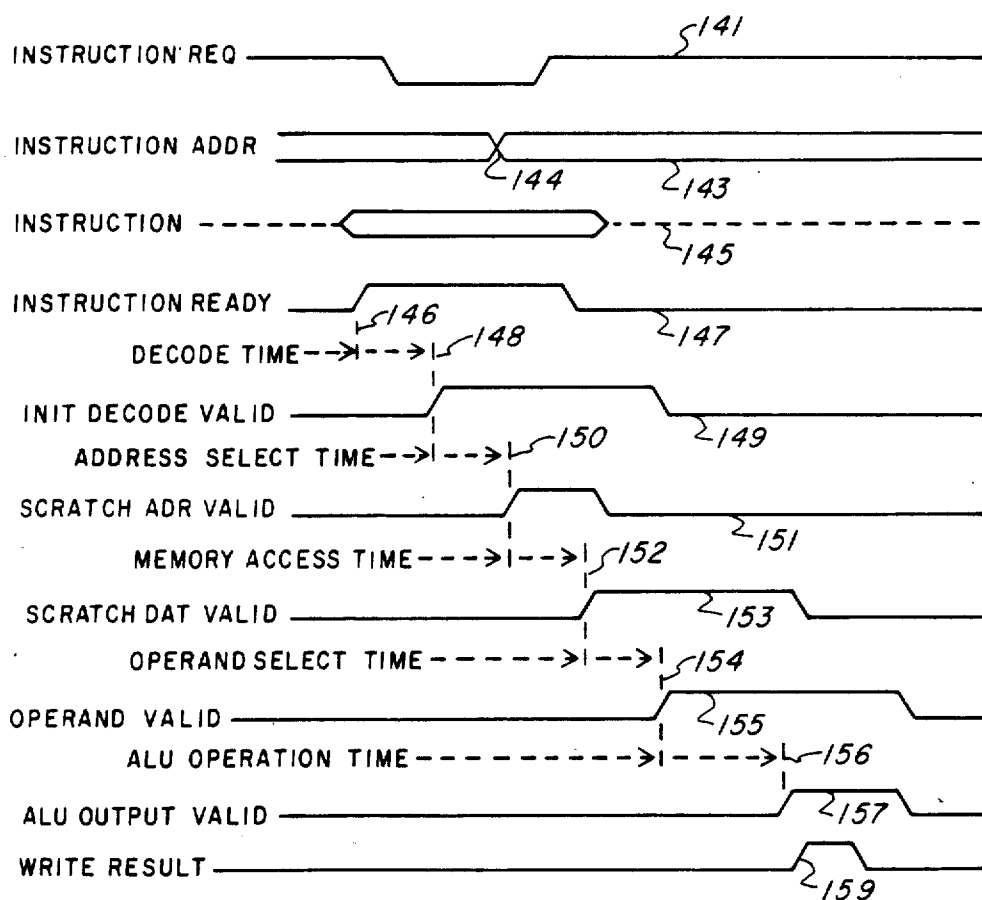 141
INSTRUCTION REQ
INSTRUCTION ADDR
144
143
INSTRUCTION
145
INSTRUCTION READY
146
147
DECODE TIME
148
INIT DECODE VALID
149
ADDRESS SELECT TIME
150
SCRATCH ADR VALID
151
MEMORY ACCESS TIME
152
SCRATCH DAT VALID
153
OPERAND SELECT TIME
154
OPERAND VALID
155
ALU OPERATION TIME
156
ALU OUTPUT VALID
157
WRITE RESULT
159